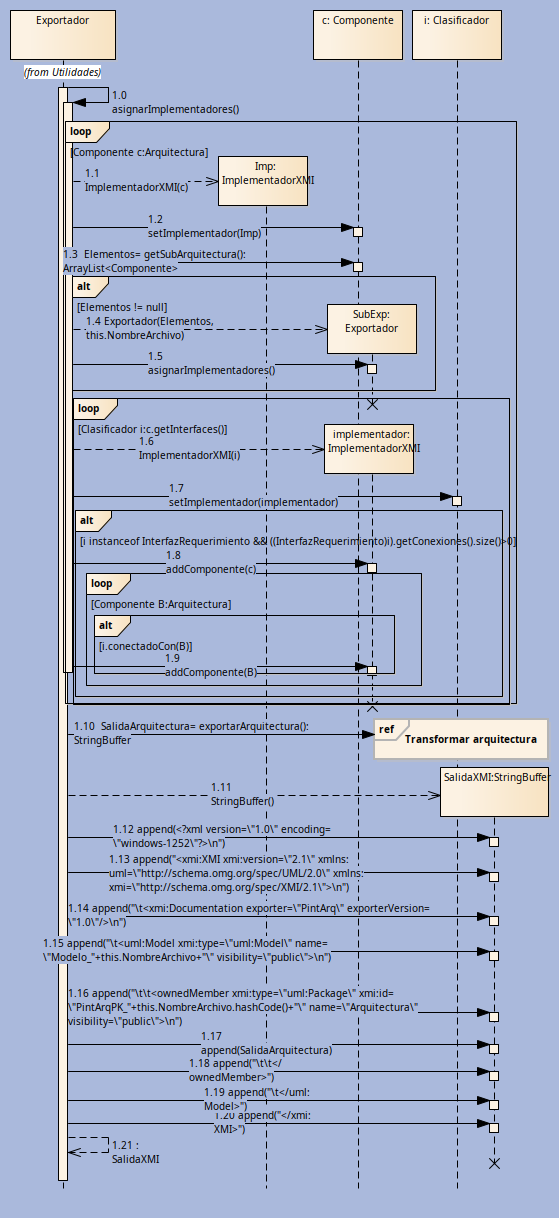 Exportador
c: Componente
i: Clasificador
(from Utilidades)
1.0
asignarImplementadores()
loop
[Componente c:Arquitectura]
Imp:
ImplementadorXMI
1.1
ImplementadorXMI(c)
1.2
setImplementador(Imp)
1.3  Elementos= getSubArquitectura():
ArrayList<Componente>
alt
[Elementos != null]
SubExp:
Exportador
1.4 Exportador(Elementos,
this.NombreArchivo)
1.5
asignarImplementadores()
loop
[Clasificador i:c.getInterfaces()]
implementador:
ImplementadorXMI
1.6
ImplementadorXMI(i)
1.7
setImplementador(implementador)
alt
[i instanceof InterfazRequerimiento && ((InterfazRequerimiento)i).getConexiones().size()>0]
1.8
addComponente(c)
loop
[Componente B:Arquitectura]
alt
[i.conectadoCon(B)]
1.9
addComponente(B)
1.10  SalidaArquitectura= exportarArquitectura():
StringBuffer
ref
Transformar arquitectura
SalidaXMI:StringBuffer
1.11
StringBuffer()
1.12 append(<?xml version=\"1.0\" encoding=
\"windows-1252\"?>\n")
1.13 append("<xmi:XMI xmi:version=\"2.1\" xmlns:
uml=\"http://schema.omg.org/spec/UML/2.0\" xmlns:
xmi=\"http://schema.omg.org/spec/XMI/2.1\">\n")
1.14 append("\t<xmi:Documentation exporter=\"PintArq\" exporterVersion=
\"1.0\"/>\n")
1.15 append("\t<uml:Model xmi:type=\"uml:Model\" name=
\"Modelo_"+this.NombreArchivo+"\" visibility=\"public\">\n")
1.16 append("\t\t<ownedMember xmi:type=\"uml:Package\" xmi:id=
\"PintArqPK_"+this.NombreArchivo.hashCode()+"\" name=\"Arquitectura\"
visibility=\"public\">\n")
1.17
append(SalidaArquitectura)
1.18 append("\t\t</
ownedMember>")
1.19 append("\t</uml:
Model>")
1.20 append("</xmi:
XMI>")
1.21 :
SalidaXMI